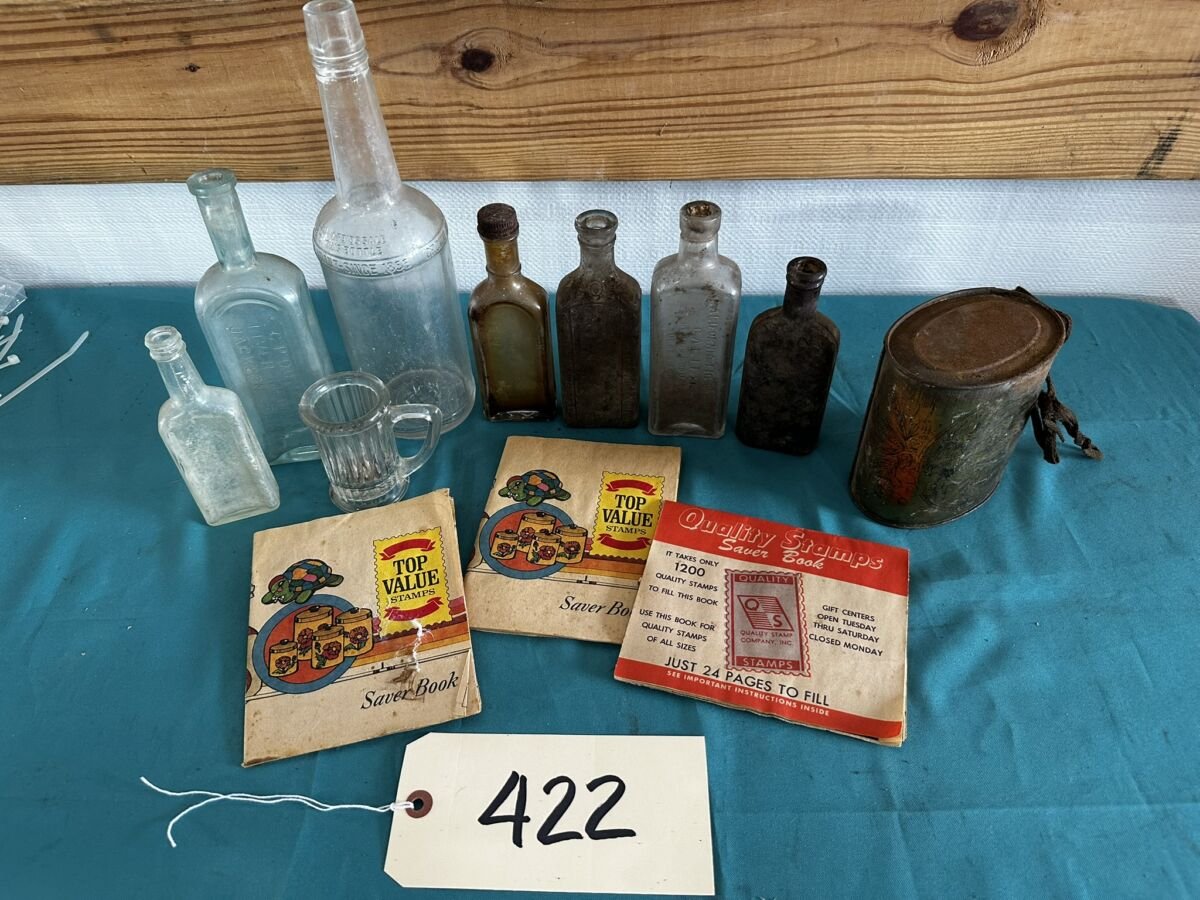 SINCE 1858
TOP
VALUE
STAMPS
Saver Book
TOP
VALUE
STAMPS
Saver Bo
Quality Stamps
Saver Book
IT TAKES ONLY
1200
QUALITY STAMPS
TO FILL THIS BOOK
USE THIS BOOK FOR
QUALITY STAMPS
OF ALL SIZES
QUALITY
Q S
QUALITY STAMP
COMPANY, INC.
STAMPS
GIFT CENTERS
OPEN TUESDAY
THRU SATURDAY
CLOSED MONDAY
JUST 24 PAGES TO FILL
SEE IMPORTANT INSTRUCTIONS INSIDE
422